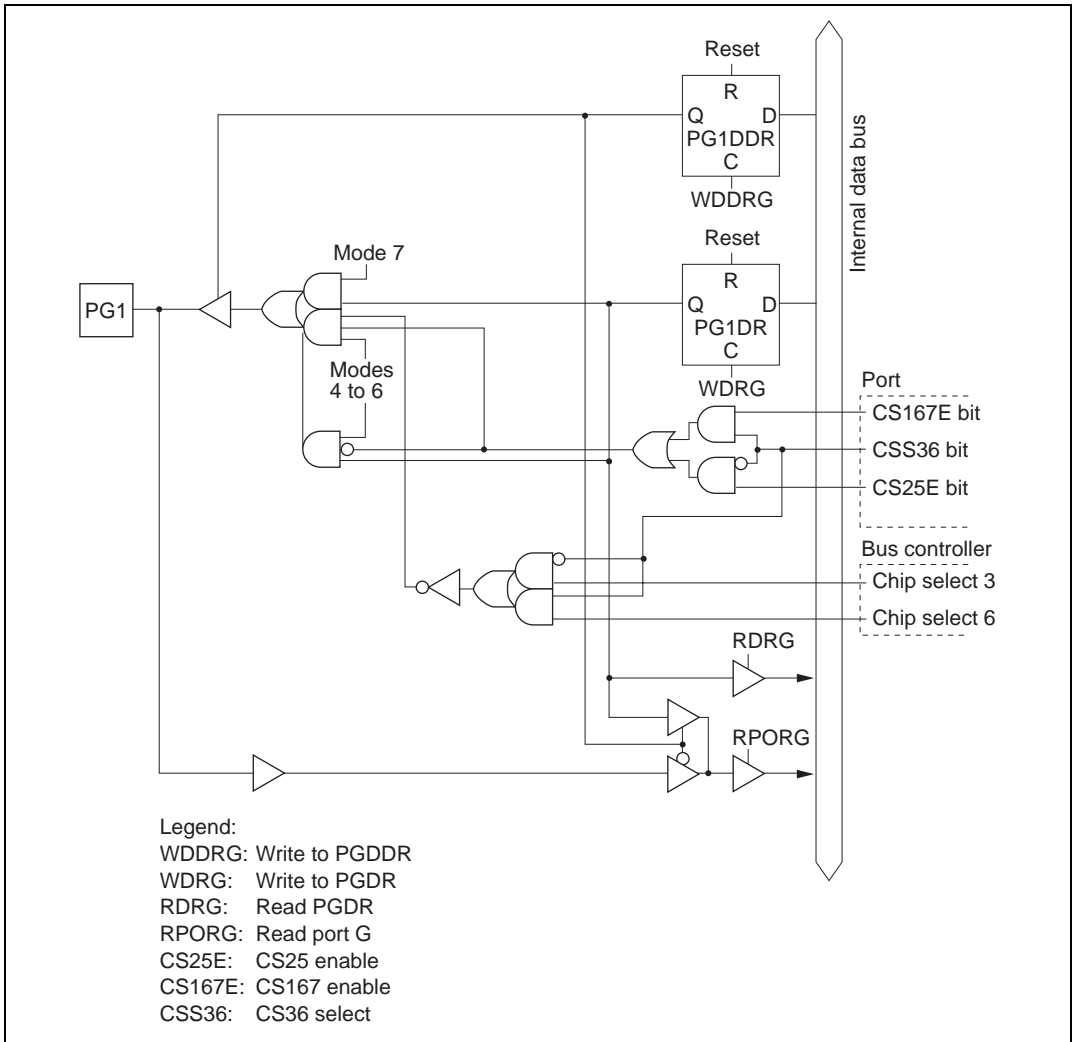 Reset
R
Q D
PG1DDR
C
WDDRG
Internal data bus
Reset
R
Q D
PG1DR
C
WDRG
Mode 7
PG1
Modes
4 to 6
Port
CS167E bit
CSS36 bit
CS25E bit
Bus controller
Chip select 3
Chip select 6
RDRG
RPORG
Legend:
WDDRG: Write to PGDDR
WDRG: Write to PGDR
RDRG: Read PGDR
RPORG: Read port G
CS25E: CS25 enable
CS167E: CS167 enable
CSS36: CS36 select